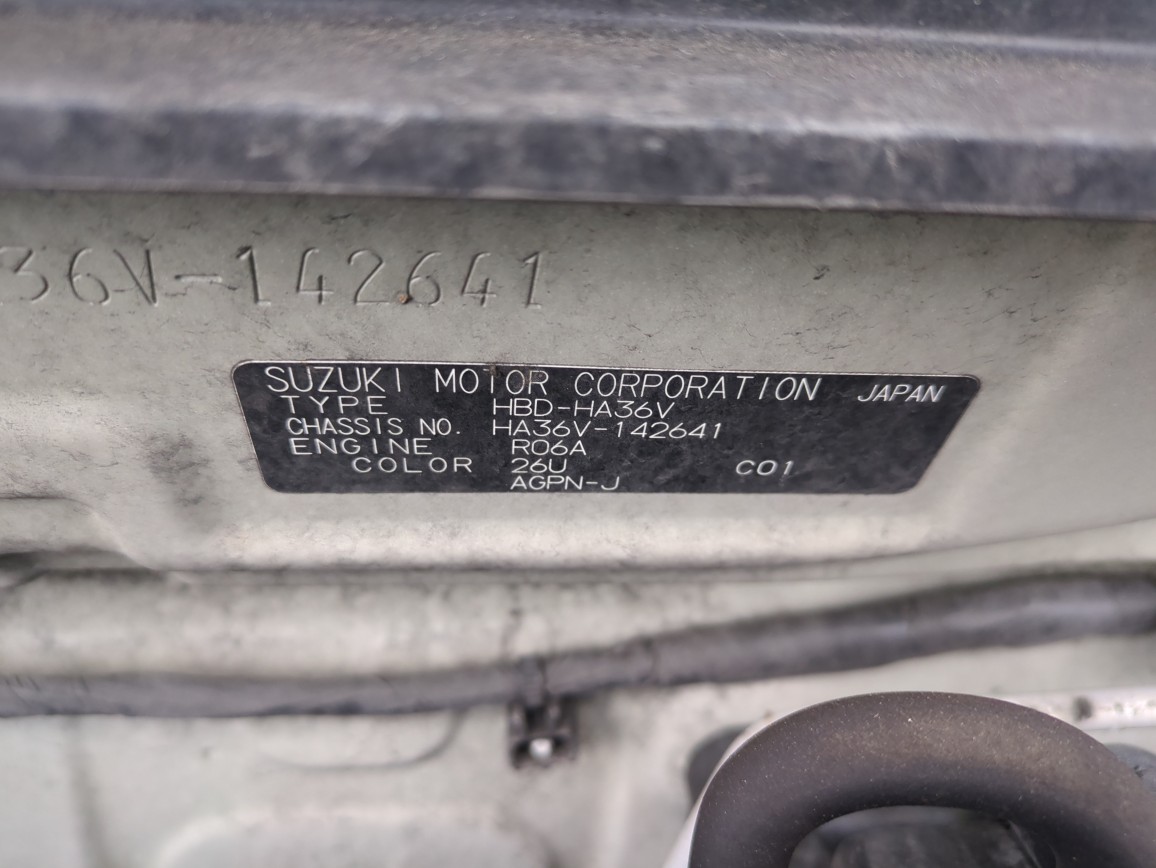 36V-142641
SUZUKI MOTOR CORPORATION JAPAN
TYPE HBD-HA36V
CHASSIS NO. HA36V-142641
ENGINE R06A
COLOR 26U C01
AGPN-J